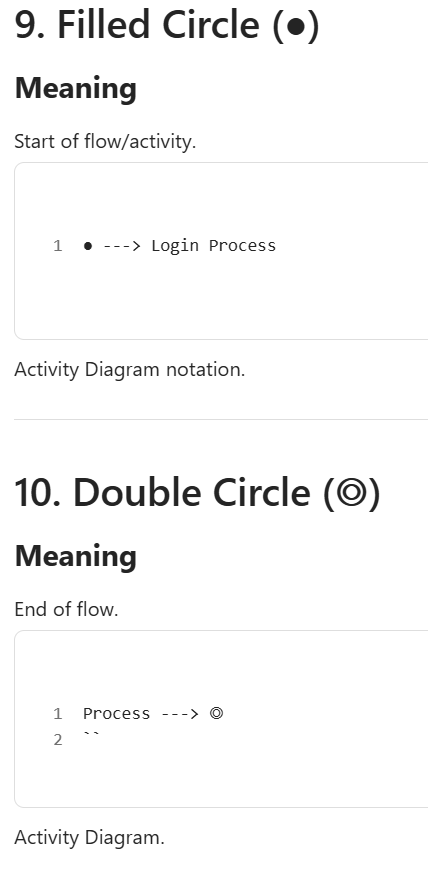 9. Filled Circle (●)
Meaning
Start of flow/activity.
1 ● ---> Login Process
Activity Diagram notation.
10. Double Circle (◎)
Meaning
End of flow.
1 Process ---> ◎
2 ``
Activity Diagram.